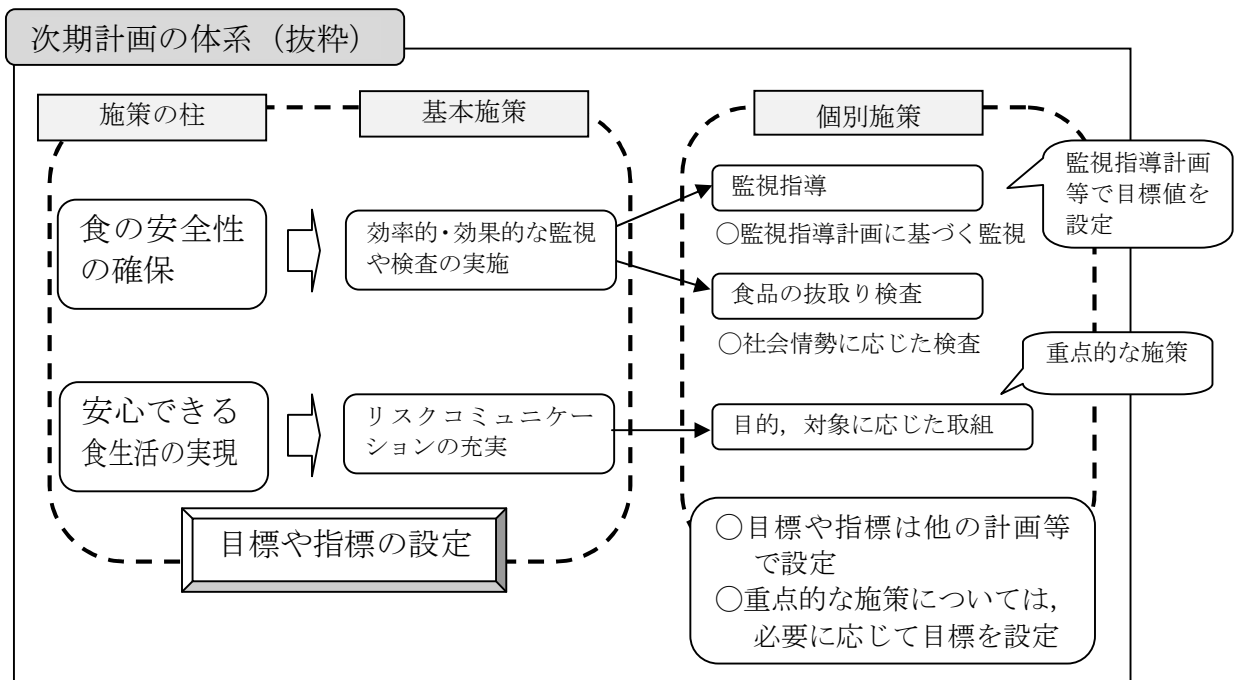 次期計画の体系（抜粋）
施策の柱
基本施策
個別施策
食の安全性
の確保
効率的・効果的な監視
や検査の実施
監視指導
○監視指導計画に基づく監視
監視指導計画
等で目標値を
設定
食品の抜取り検査
○社会情勢に応じた検査
重点的な施策
安心できる
食生活の実現
リスクコミュニケー
ションの充実
目的，対象に応じた取組
目標や指標の設定
○目標や指標は他の計画等
で設定
○重点的な施策については，
必要に応じて目標を設定